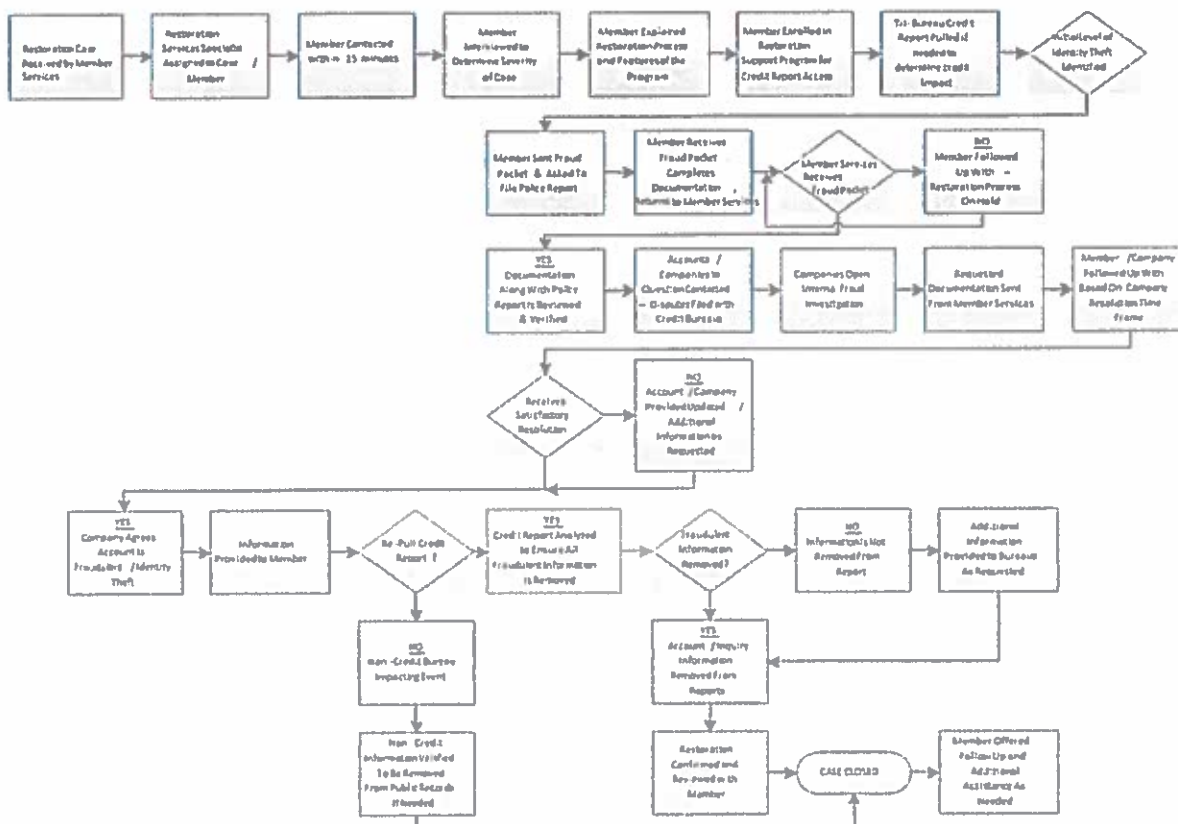 Restoration Case
Received by Member
Services
Restoration
Services Specialist
Assigned to Case /
Member
Member Contacted
within 15 minutes
Member
Interviewed to
Determine Severity
of Case
Member Explained
Restoration Process
and Features of the
Program
Member Enrolled in
Restoration
Support Program for
Credit Report Access
Tri-Bureau Credit
Report Pulled if
needed to
determine Credit
Impact
Level of
Identity Theft
Identified
Member Sent Fraud
Packet & Asked To
File Police Report
Member Receives
Fraud Packet
Completes
Documentation ,
Returns to Member Services
Member Services
Receives
Fraud Packet
NO
Member Followed
Up With –
Restoration Process
On Hold
YES
Documentation
Along With Police
Report is Reviewed
& Verified
Accounts /
Companies In
Question Contacted
– Disputes Filed with
Credit Bureaus
Companies Open
Internal Fraud
Investigation
Requested
Documentation Sent
From Member Services
Member /Company
Followed Up With
Based On Company
Resolution Time
Frame
Receive
Satisfactory
Resolution
NO
Account /Company
Provided Updated /
Additional
Information as
Requested
YES
Company Agrees
Account Is
Fraudulent /Identity
Theft
Information
Provided to Member
Re-Pull Credit
Report ?
YES
Credit Report Analyzed
to Ensure All
Fraudulent Information
Is Removed
Fraudulent
Information
Removed?
NO
Information Is Not
Removed From
Report
Additional
Information
Provided to Bureaus
As Requested
NO
Non -Credit Bureau
Impacting Event
YES
Account /Inquiry
Information
Removed From
Reports
Non-Credit
Information Verified
To Be Removed
From Public Records
If Needed
Restoration
Confirmed and
Reviewed with
Member
CASE CLOSED
Member Offered
Follow Up and
Additional
Assistance As
Needed